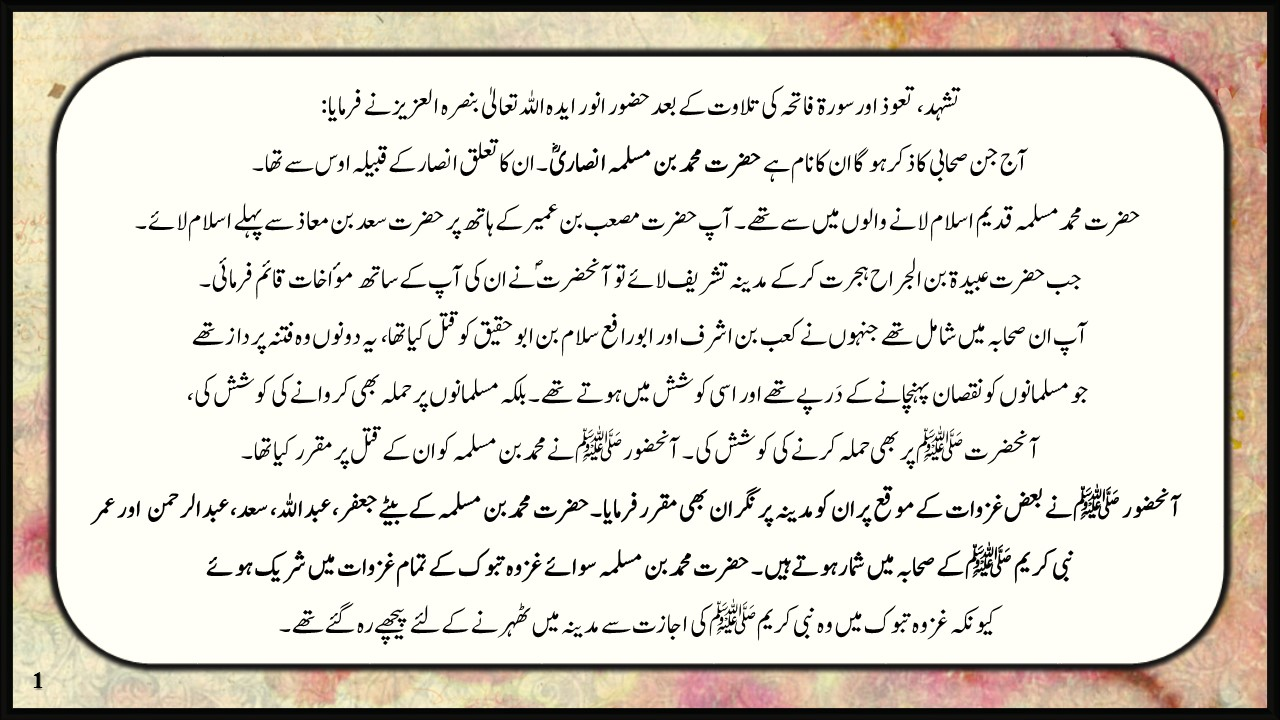 تشہد، تعوذ اور سورۃ فاتحہ کی تلاوت کے بعد حضور انور ایدہ اللہ تعالیٰ بنصرہ العزیز نے فرمایا:
آج جن صحابی کا ذکر ہو گا ان کا نام ہے حضرت محمد بن مسلمہ انصاریؓ۔ ان کا تعلق انصار کے قبیلہ اوس سے تھا۔
حضرت محمد مسلمہ قدیم اسلام لانے والوں میں سے تھے۔ آپ حضرت مصعب بن عمیر کے ہاتھ پر حضرت سعد بن معاذ سے پہلے اسلام لائے۔
جب حضرت عبیدۃ بن الجراح ہجرت کرکے مدینہ تشریف لائے تو آنحضرتؐ نے ان کی آپ کے ساتھ مؤاخات قائم فرمائی۔
آپ ان صحابہ میں شامل تھے جنہوں نے کعب بن اشرف اور ابورافع سلام بن ابو حقیق کو قتل کیا تھا، یہ دونوں وہ فتنہ پرداز تھے
جو مسلمانوں کو نقصان پہنچانے کے دَرپے تھے اور اسی کوشش میں ہوتے تھے۔ بلکہ مسلمانوں پر حملہ بھی کروانے کی کوشش کی،
آنحضرت ﷺ پر بھی حملہ کرنے کی کوشش کی۔ آنحضور ﷺ نے محمد بن مسلمہ کو ان کے قتل پر مقرر کیا تھا۔
آنحضور ﷺ نے بعض غزوات کے موقع پر ان کو مدینہ پر نگران بھی مقرر فرمایا۔ حضرت محمد بن مسلمہ کے بیٹے جعفر، عبداللہ، سعد، عبدالرحمن اور عمر
نبی کریم ﷺ کے صحابہ میں شمار ہوتے ہیں۔ حضرت محمد بن مسلمہ سوائے غزوہ تبوک کے تمام غزوات میں شریک ہوئے
کیونکہ غزوہ تبوک میں وہ نبی کریم ﷺ کی اجازت سے مدینہ میں ٹھہرنے کے لئے پیچھے رہ گئے تھے۔
1